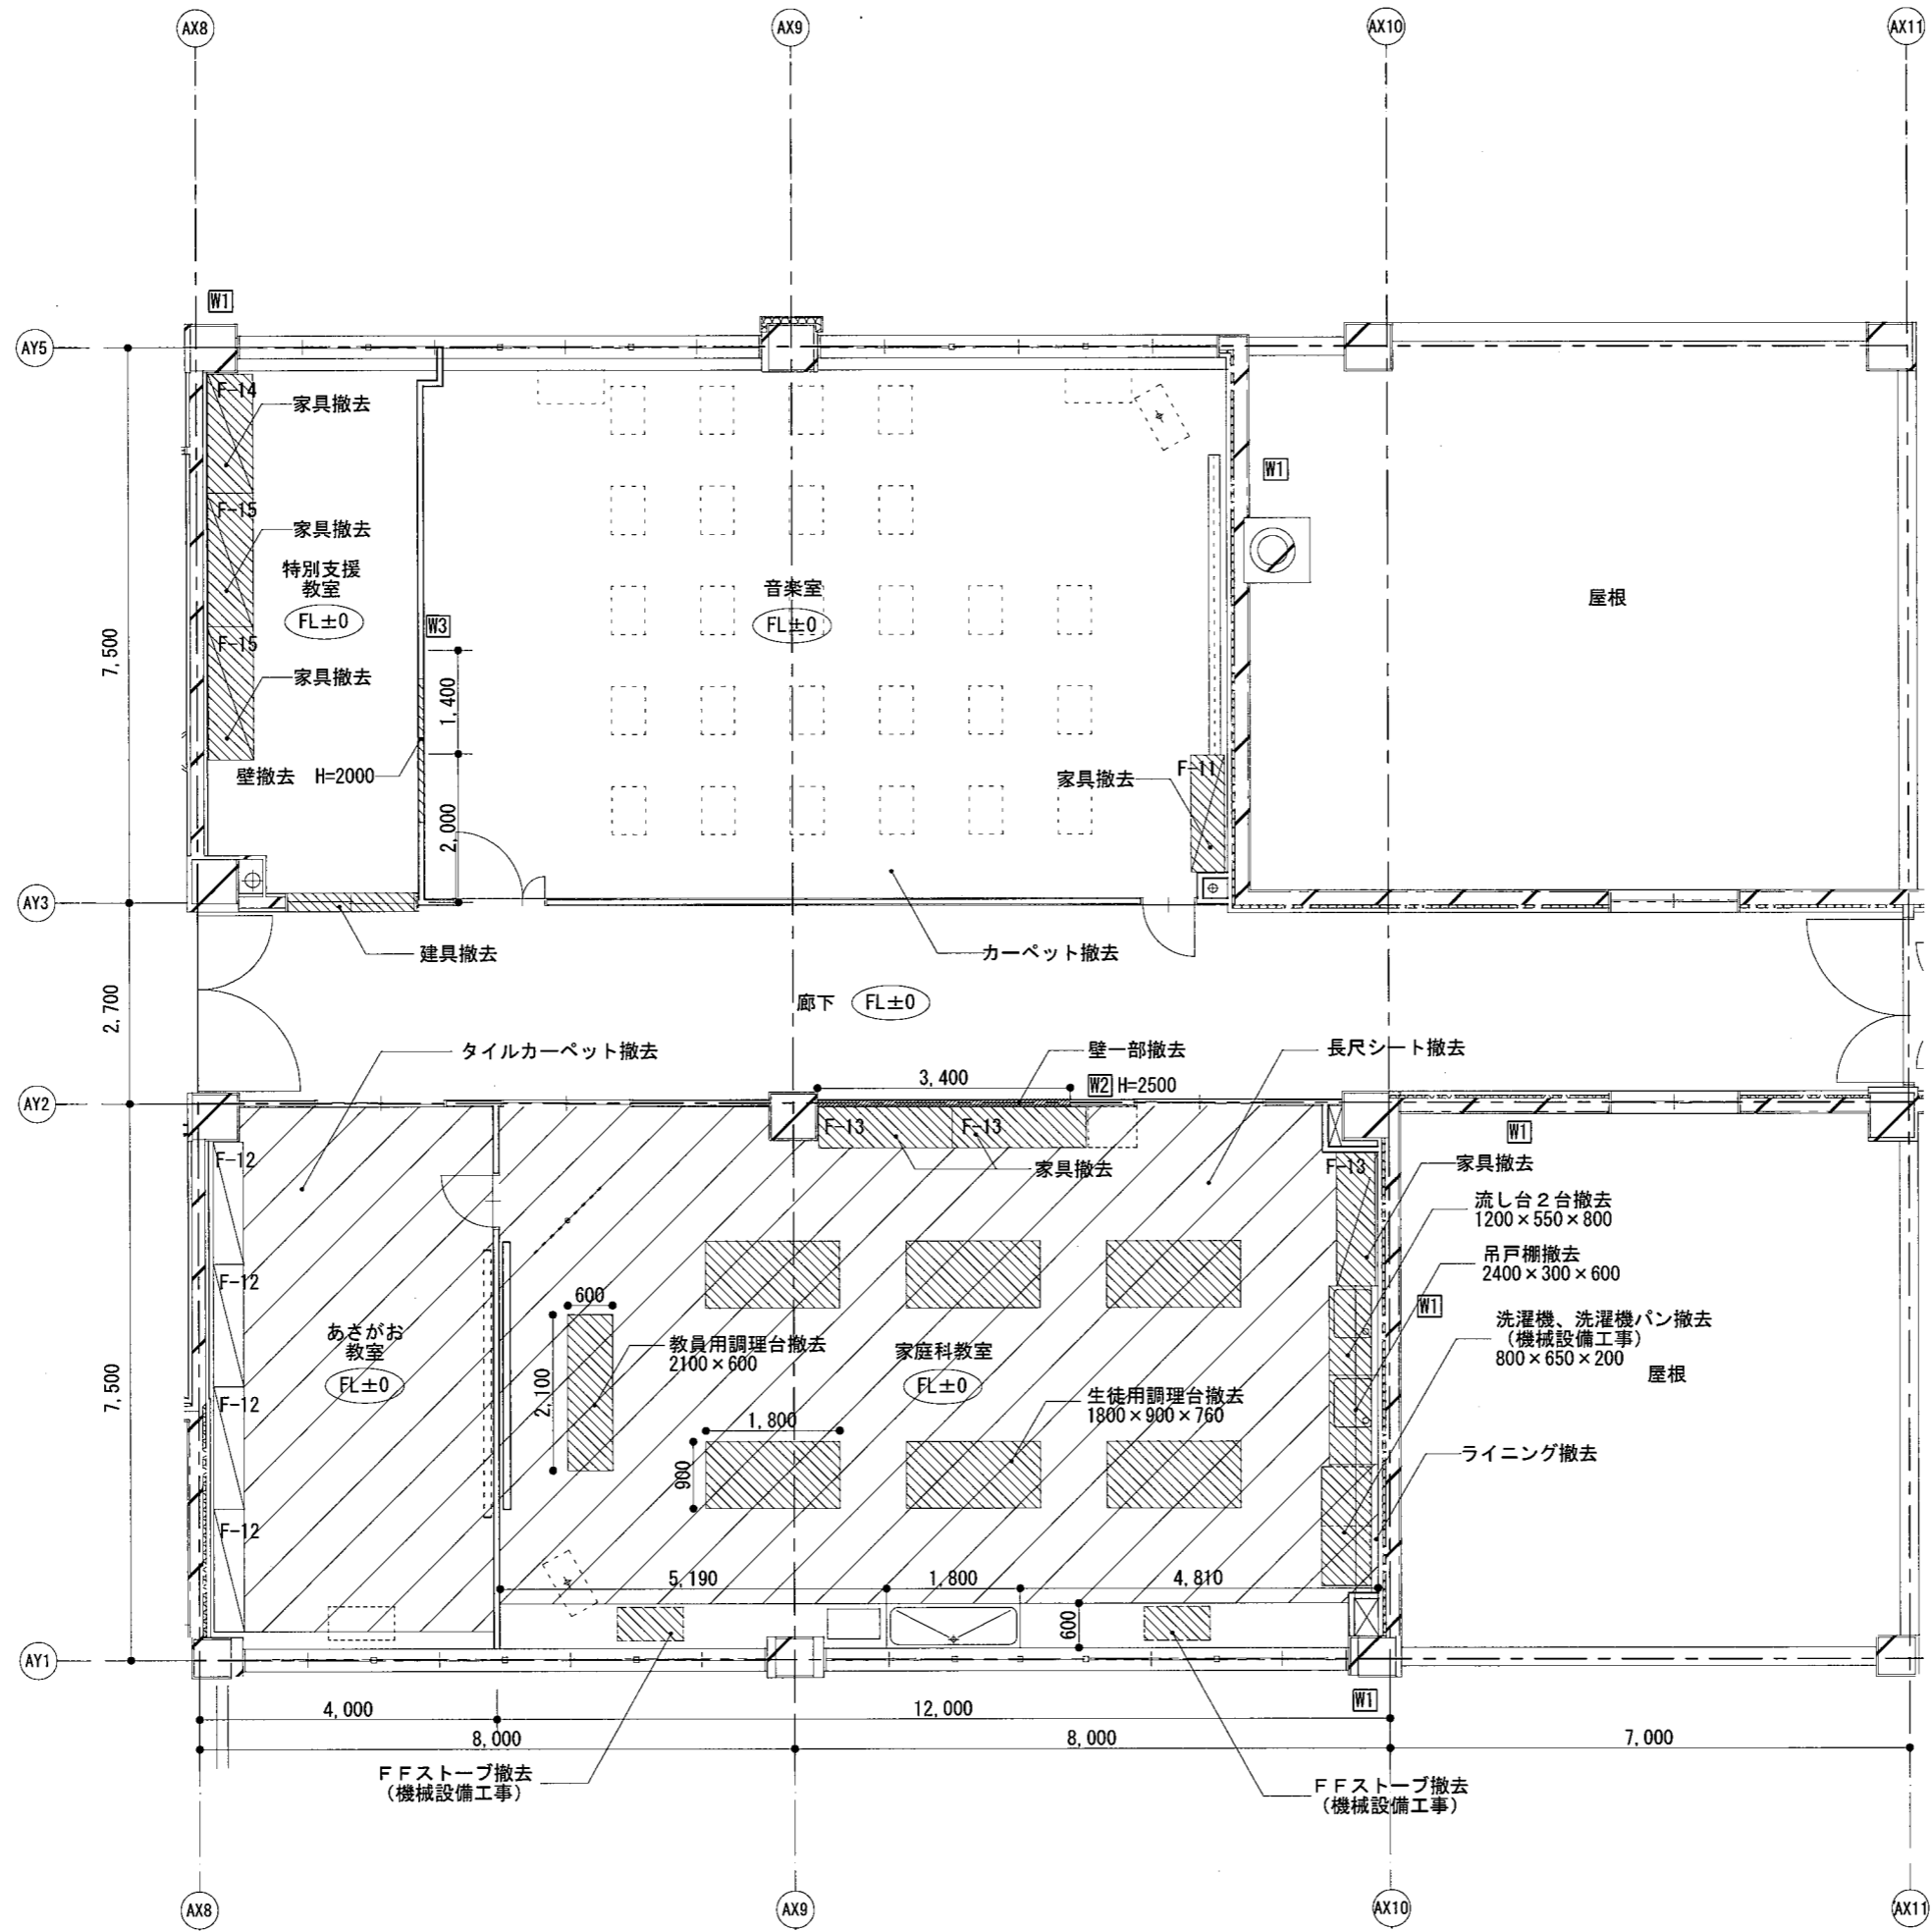 AX8
AX9
AX10
AX11
W1
AY5
F-14
家具撤去
W1
F-15
家具撤去
特別支援
教室
FL±0
音楽室
FL±0
屋根
W3
F-15
7,500
家具撤去
1,400
壁撤去 H=2000
家具撤去
F-11
2,000
AY3
建具撤去
カーペット撤去
2,700
廊下
FL±0
タイルカーペット撤去
壁一部撤去
長尺シート撤去
3,400
W2 H=2500
AY2
F-13
F-13
W1
F-12
家具撤去
F-13
家具撤去
流し台2台撤去
1200×550×800
吊戸棚撤去
2400×300×600
F-12
600
W1
洗濯機、洗濯機パン撤去
(機械設備工事)
800×650×200
あさがお
教室
FL±0
教員用調理台撤去
2100×600
家庭科教室
FL±0
屋根
7,500
2,100
F-12
生徒用調理台撤去
1800×900×760
1,800
900
ライニング撤去
F-12
5,190
1,800
4,810
600
AY1
W1
4,000
12,000
8,000
8,000
7,000
FFストーブ撤去
(機械設備工事)
FFストーブ撤去
(機械設備工事)
AX8
AX9
AX10
AX11